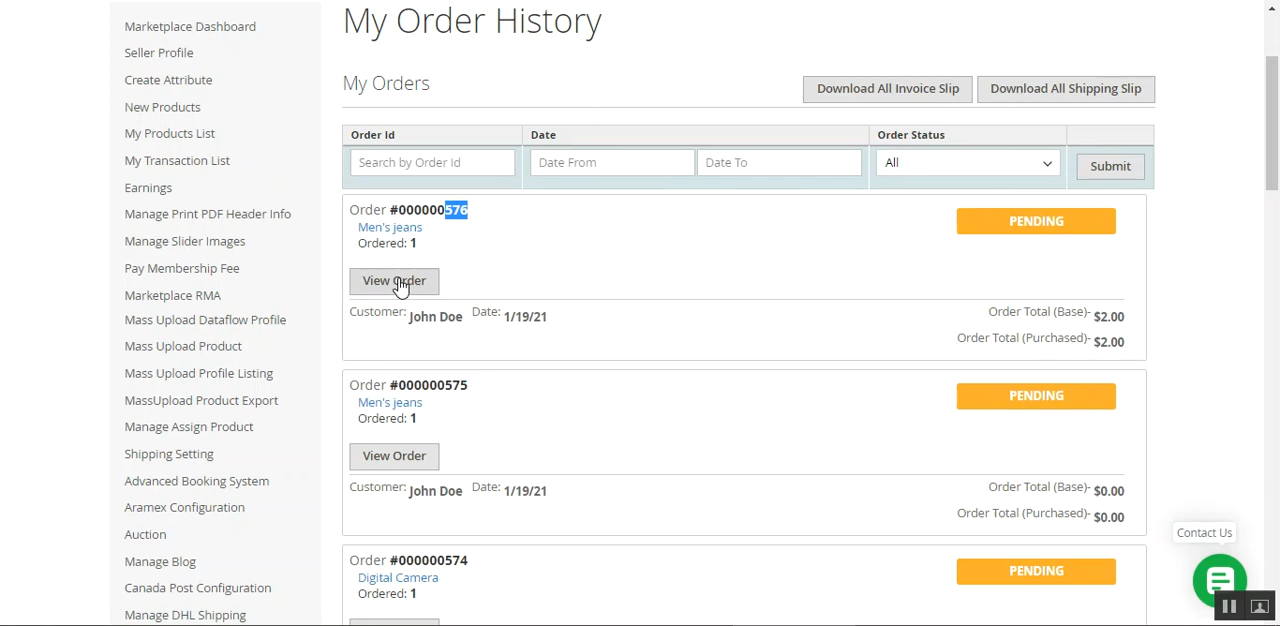 My Order History
Marketplace Dashboard
Seller Profile
Create Attribute
New Products
My Products List
My Transaction List
Earnings
Manage Print PDF Header Info
Manage Slider Images
Pay Membership Fee
Marketplace RMA
Mass Upload Dataflow Profile
Mass Upload Product
Mass Upload Profile Listing
MassUpload Product Export
Manage Assign Product
Shipping Setting
Advanced Booking System
Aramex Configuration
Auction
Manage Blog
Canada Post Configuration
Manage DHL Shipping
My Orders
Download All Invoice Slip Download All Shipping Slip
Order Id Date Order Status
Search by Order Id Date From Date To All Submit
Order #000000576 PENDING
Men's jeans
Ordered: 1
View Order
Customer: John Doe Date: 1/19/21 Order Total (Base)- $2.00
Order Total (Purchased)- $2.00
Order #000000575 PENDING
Men's jeans
Ordered: 1
View Order
Customer: John Doe Date: 1/19/21 Order Total (Base)- $0.00
Order Total (Purchased)- $0.00
Order #000000574 PENDING
Digital Camera
Ordered: 1
Contact Us